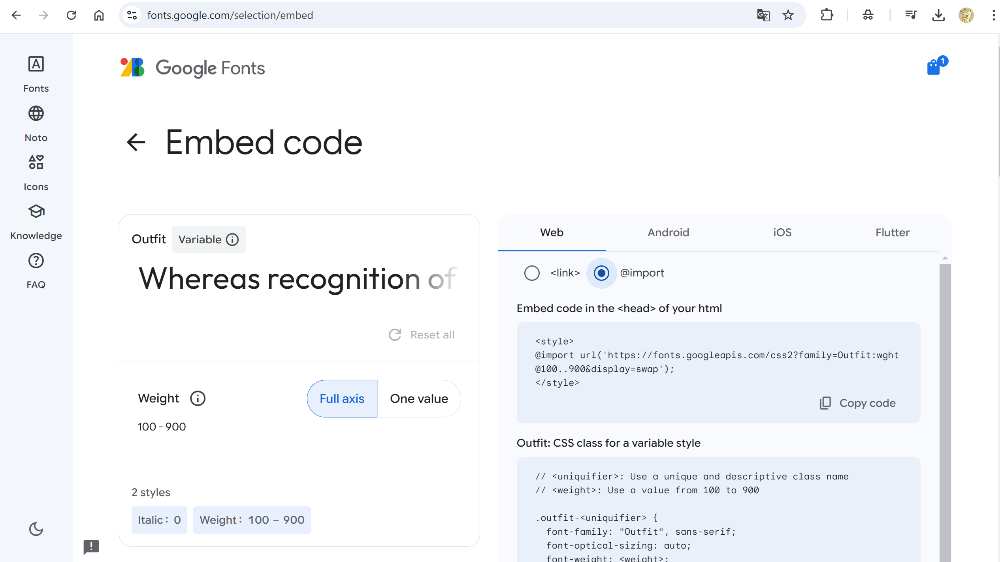 fonts.google.com/selection/embed
Fonts
Noto
Icons
Knowledge
FAQ
Google Fonts
1
Embed code
Outfit Variable
Whereas recognition of
Reset all
Weight
Full axis
One value
100 - 900
2 styles
Italic: 0
Weight: 100 – 900
Web
Android
iOS
Flutter
<link>
@import
Embed code in the <head> of your html
<style>
@import url('https://fonts.googleapis.com/css2?family=Outfit:wght
@100..900&display=swap');
</style>
Copy code
Outfit: CSS class for a variable style
// <uniquifier>: Use a unique and descriptive class name
// <weight>: Use a value from 100 to 900
.outfit-<uniquifier> {
font-family: "Outfit", sans-serif;
font-optical-sizing: auto;
font-weight: <weight>;